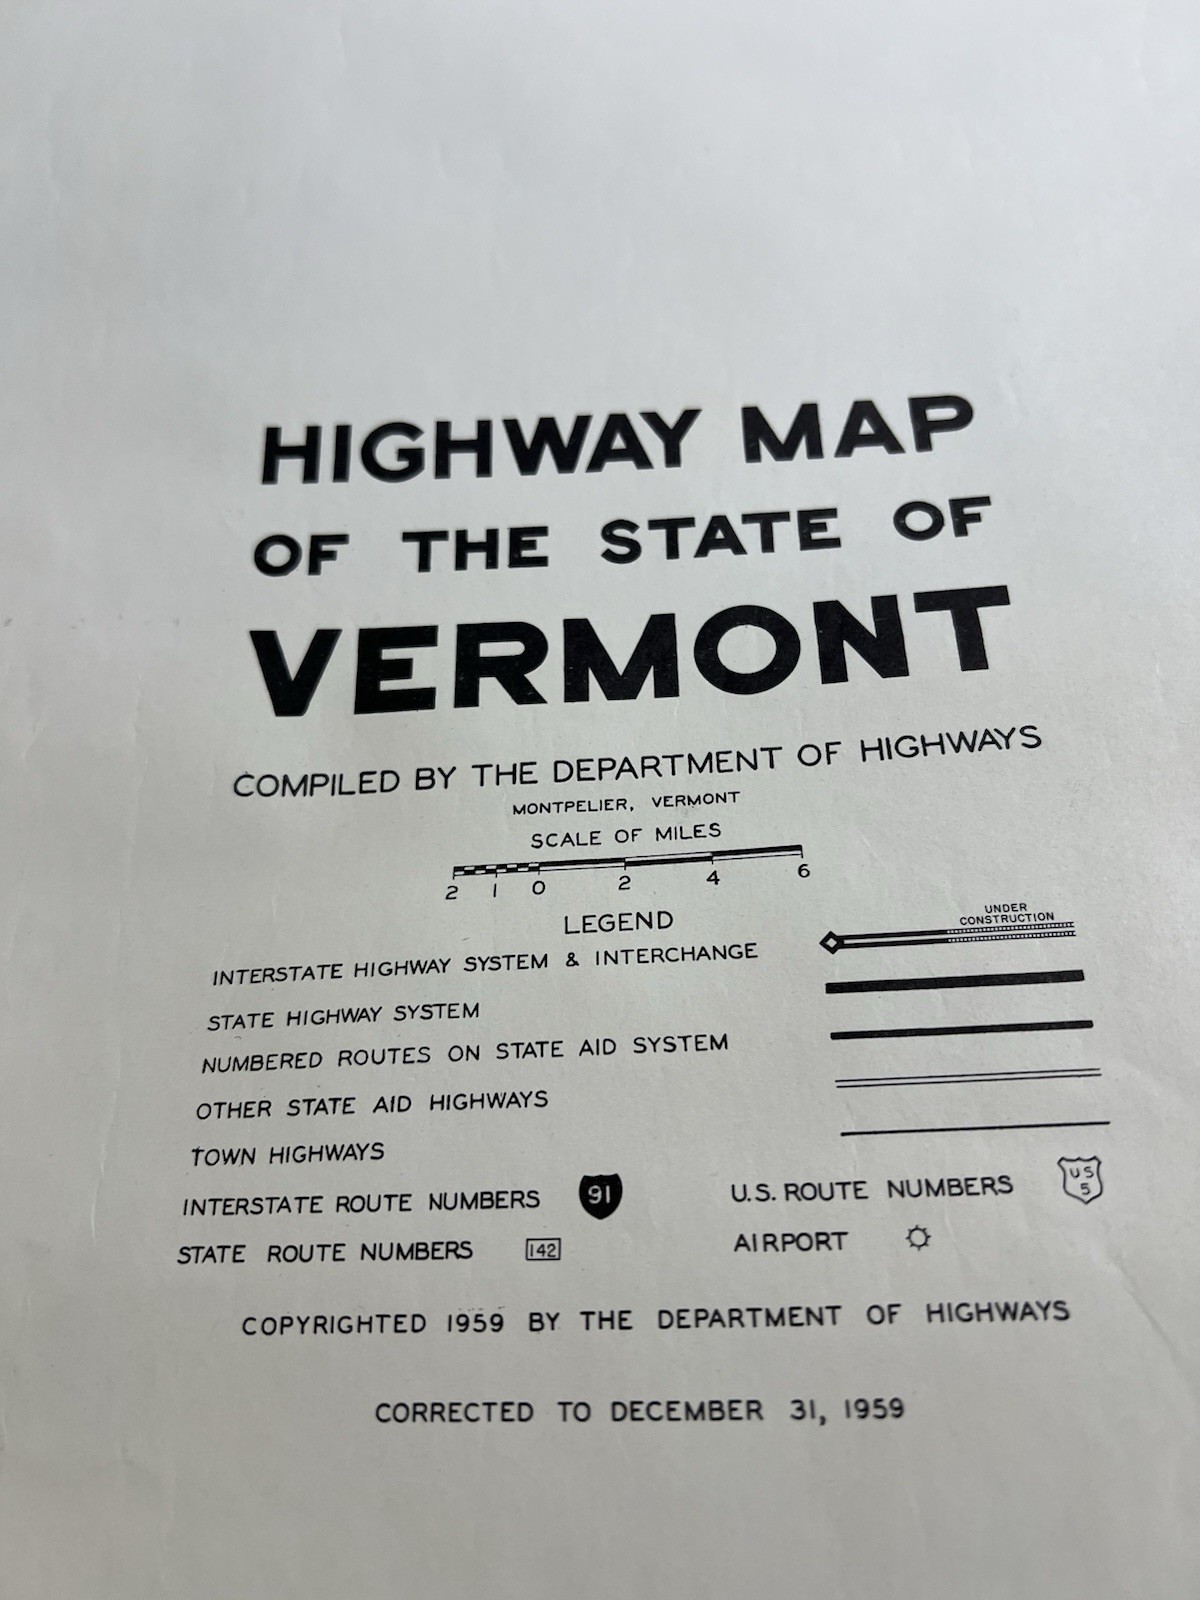 HIGHWAY MAP
OF THE STATE OF
VERMONT
COMPILED BY THE DEPARTMENT OF HIGHWAYS
MONTPELIER, VERMONT
SCALE OF MILES
2 1 0 2 4 6
LEGEND
UNDER
CONSTRUCTION
INTERSTATE HIGHWAY SYSTEM & INTERCHANGE
STATE HIGHWAY SYSTEM
NUMBERED ROUTES ON STATE AID SYSTEM
OTHER STATE AID HIGHWAYS
TOWN HIGHWAYS
INTERSTATE ROUTE NUMBERS 91
U.S. ROUTE NUMBERS US 5
STATE ROUTE NUMBERS 142
AIRPORT
COPYRIGHTED 1959 BY THE DEPARTMENT OF HIGHWAYS
CORRECTED TO DECEMBER 31, 1959